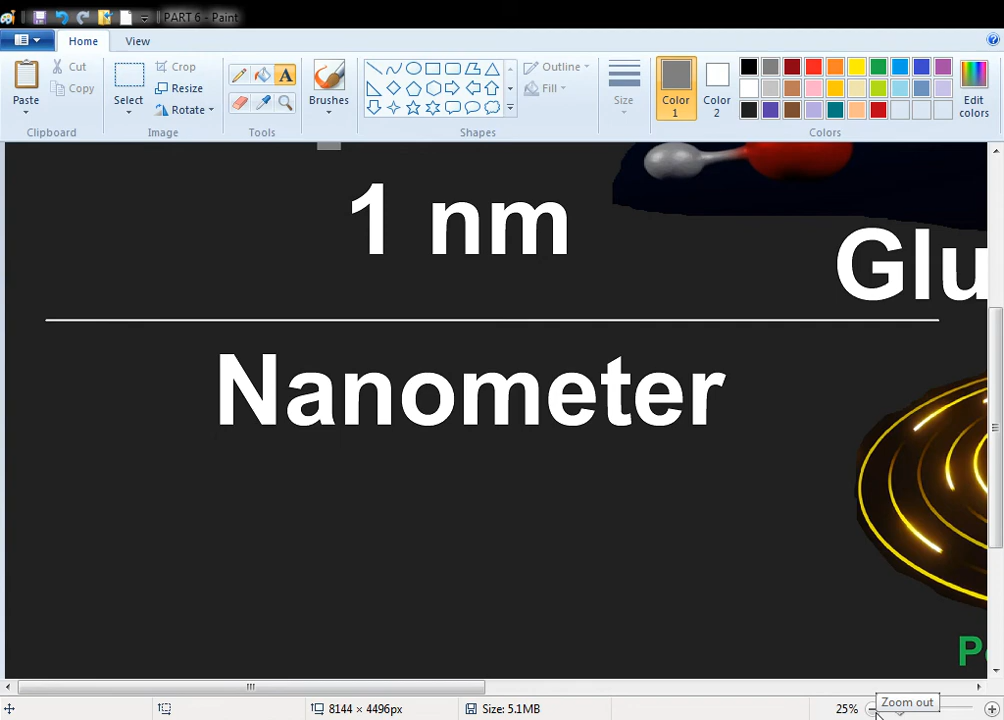 PART 6 - Paint
Home View
Paste
Cut
Copy
Select
Crop
Resize
Rotate
A
Brushes
Outline
Fill
Size
Color 1
Color 2
Edit colors
Clipboard Image Tools Shapes Colors
1 nm
Glu
Nanometer
8144 × 4496px
Size: 5.1MB
25%
Zoom out